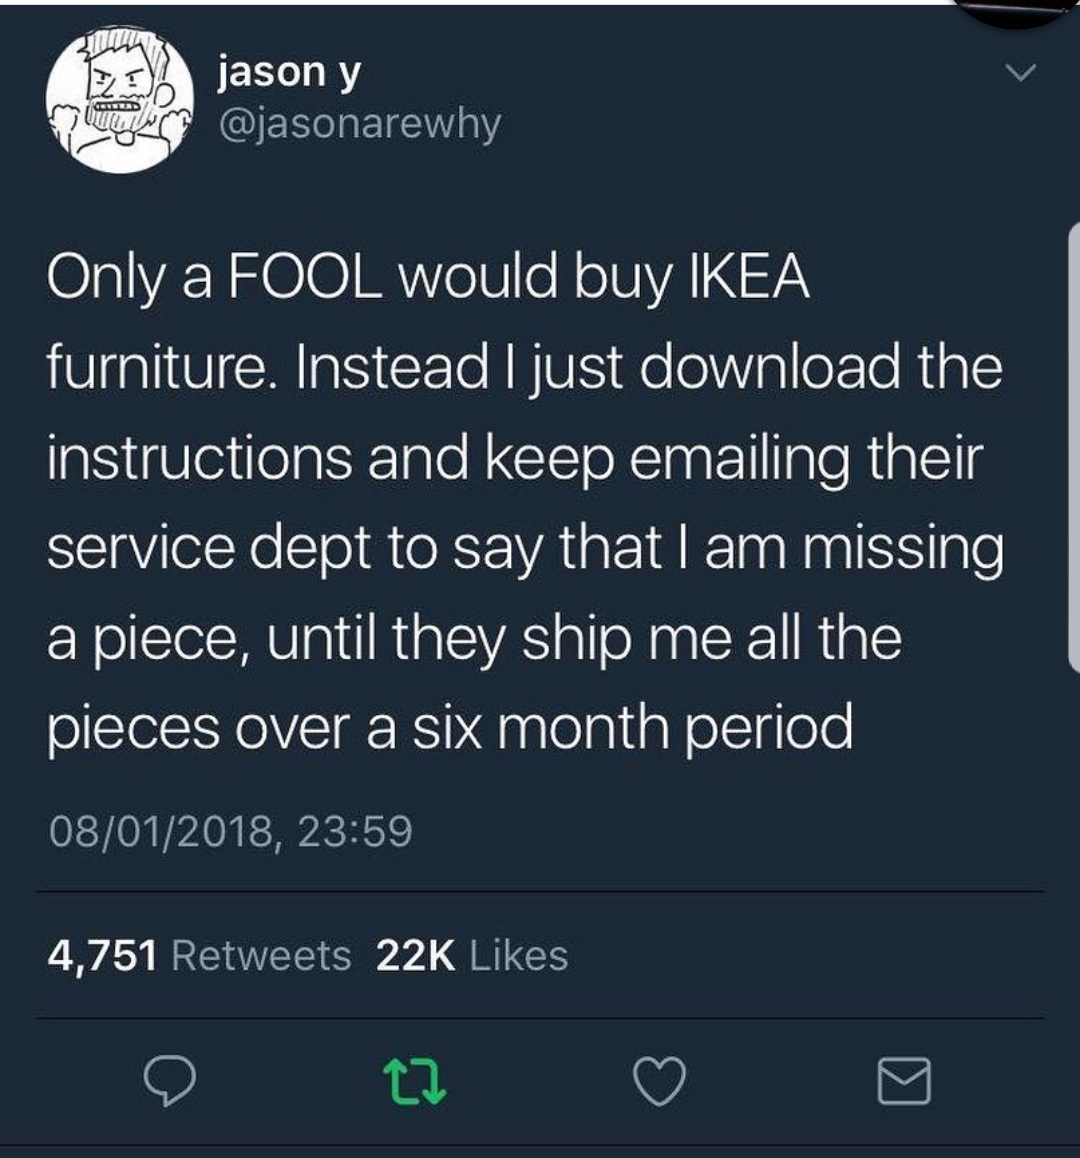 jason y
@jasonarewhy
Only a FOOL would buy IKEA
furniture. Instead I just download the
instructions and keep emailing their
service dept to say that I am missing
a piece, until they ship me all the
pieces over a six month period
08/01/2018, 23:59
4,751 Retweets 22K Likes